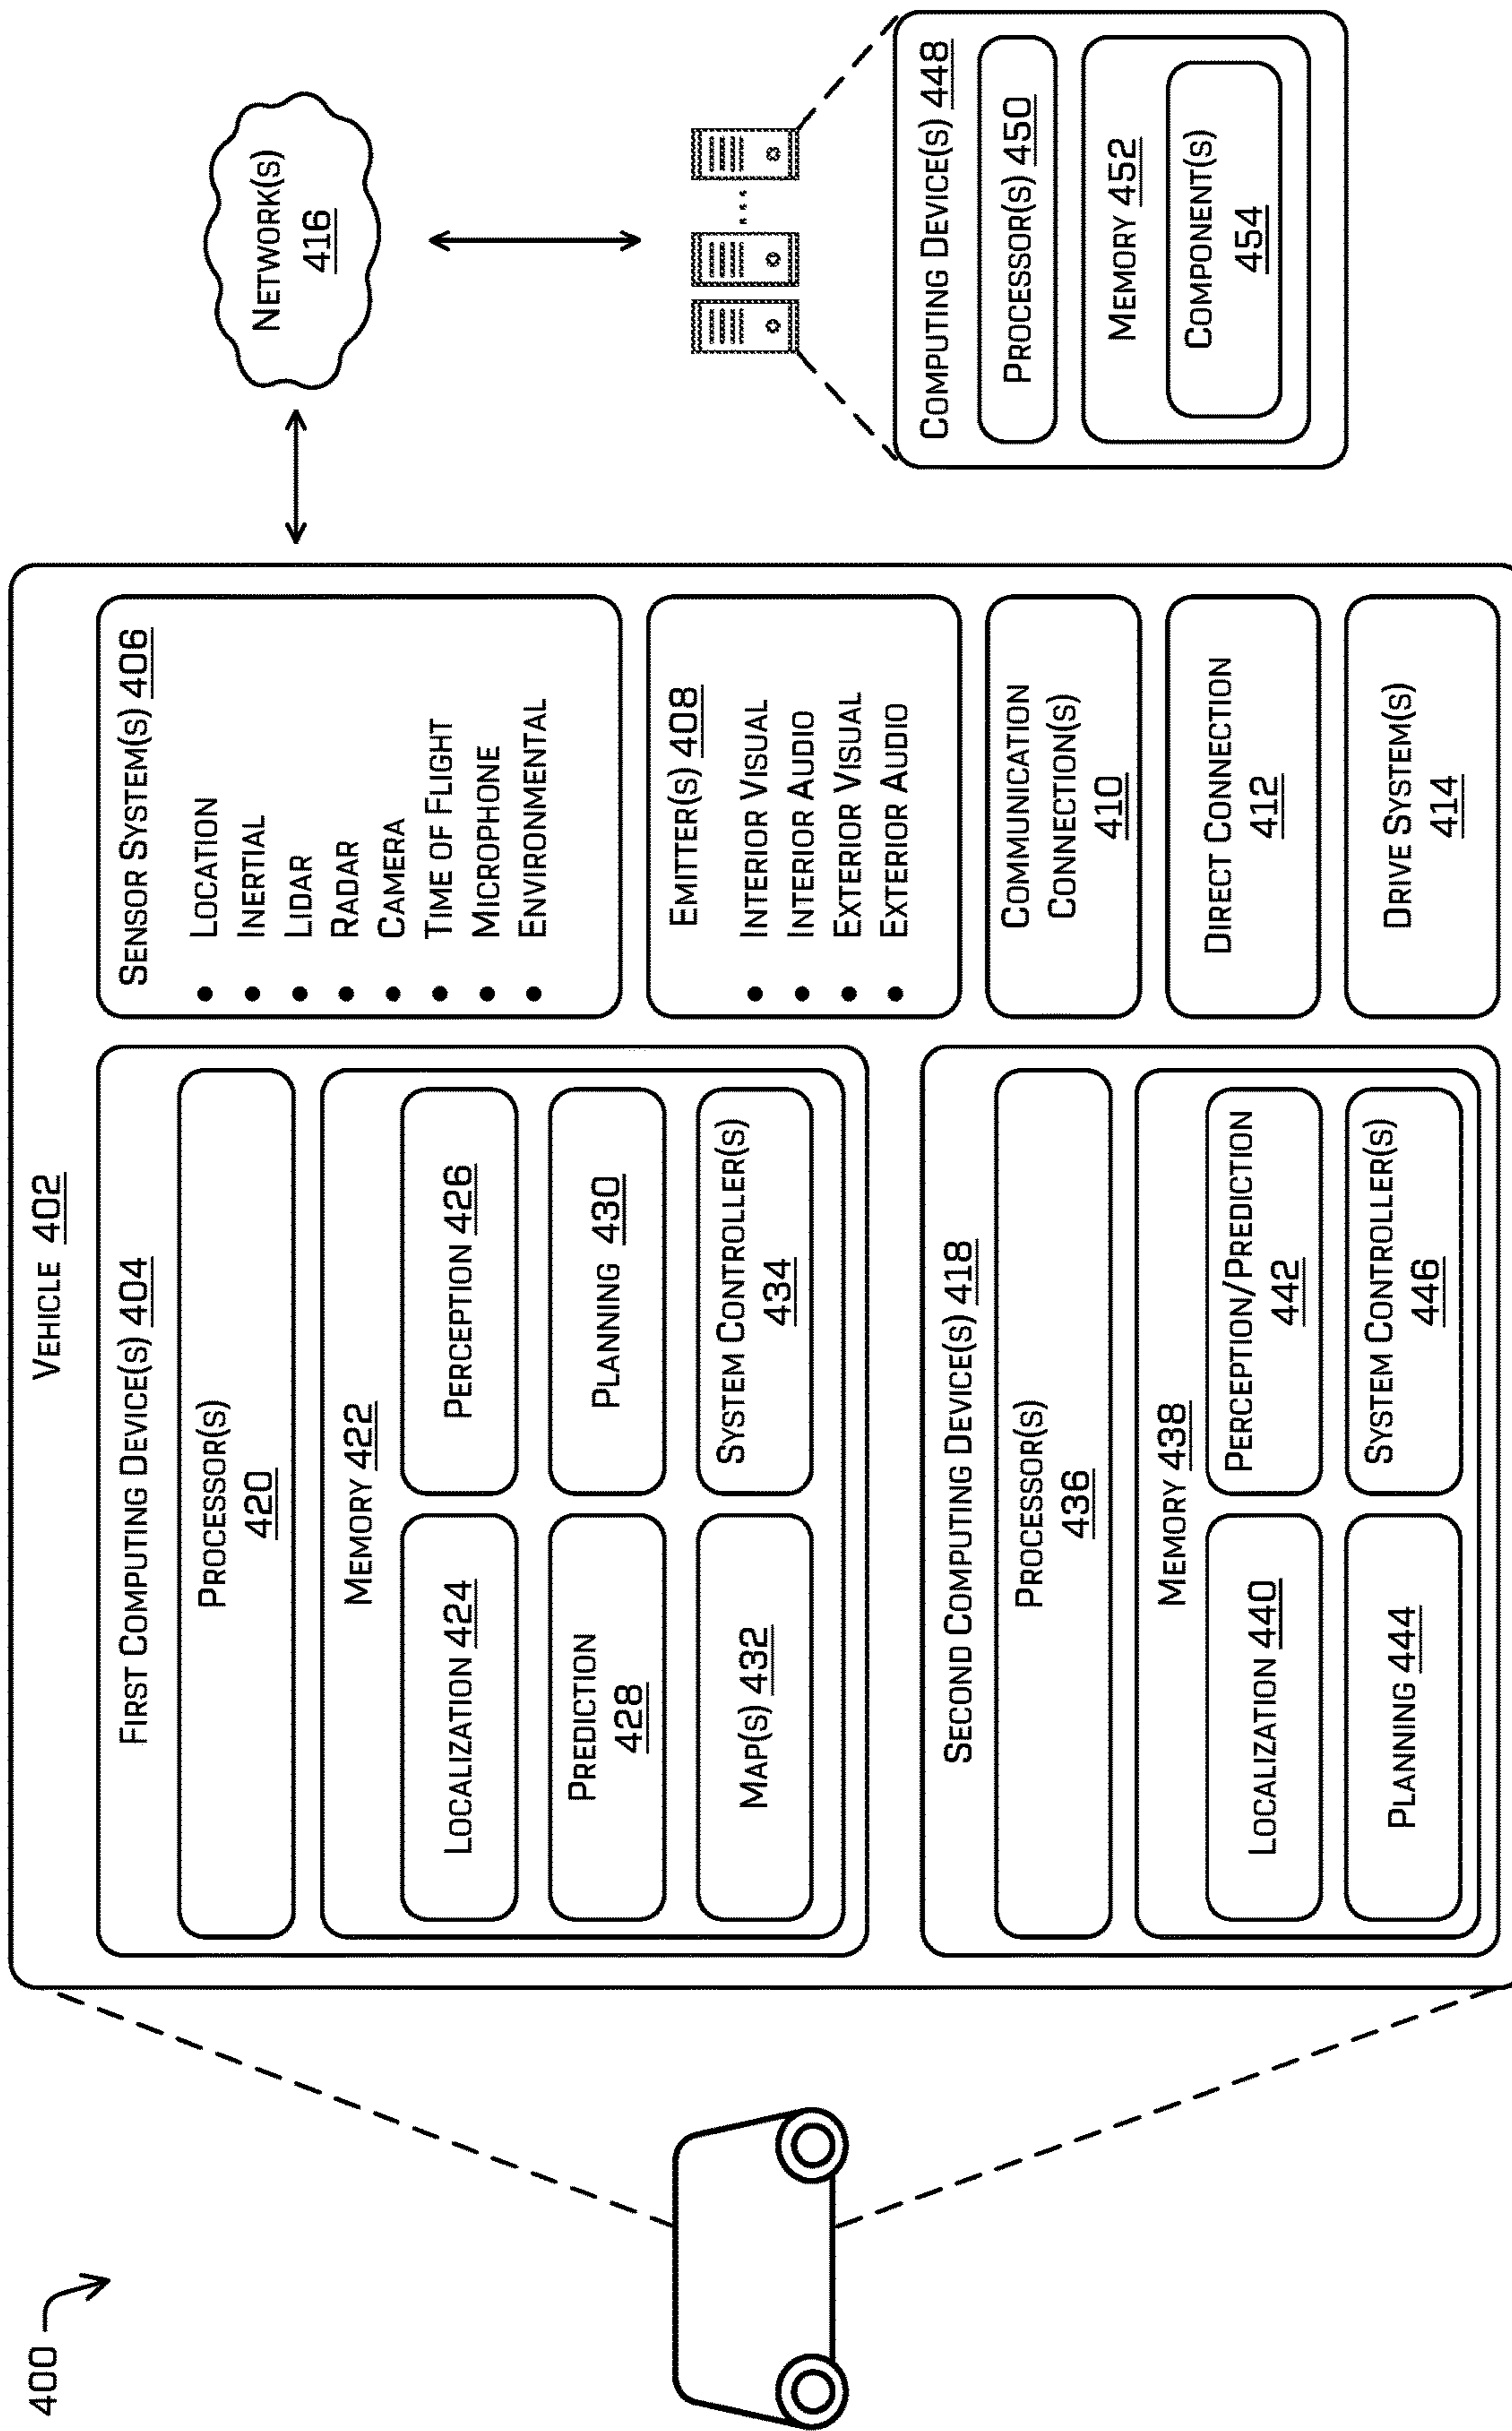 400
VEHICLE 402
FIRST COMPUTING DEVICE(S) 404
PROCESSOR(S)
420
MEMORY 422
LOCALIZATION 424
PERCEPTION 426
PREDICTION
428
PLANNING 430
MAP(S) 432
SYSTEM CONTROLLER(S)
434
SECOND COMPUTING DEVICE(S) 418
PROCESSOR(S)
436
MEMORY 438
LOCALIZATION 440
PERCEPTION/PREDICTION
442
PLANNING 444
SYSTEM CONTROLLER(S)
446
SENSOR SYSTEM(S) 406
• LOCATION
• INERTIAL
• LIDAR
• RADAR
• CAMERA
• TIME OF FLIGHT
• MICROPHONE
• ENVIRONMENTAL
EMITTER(S) 408
• INTERIOR VISUAL
• INTERIOR AUDIO
• EXTERIOR VISUAL
• EXTERIOR AUDIO
COMMUNICATION
CONNECTION(S)
410
DIRECT CONNECTION
412
DRIVE SYSTEM(S)
414
NETWORK(S)
416
COMPUTING DEVICE(S) 448
PROCESSOR(S) 450
MEMORY 452
COMPONENT(S)
454